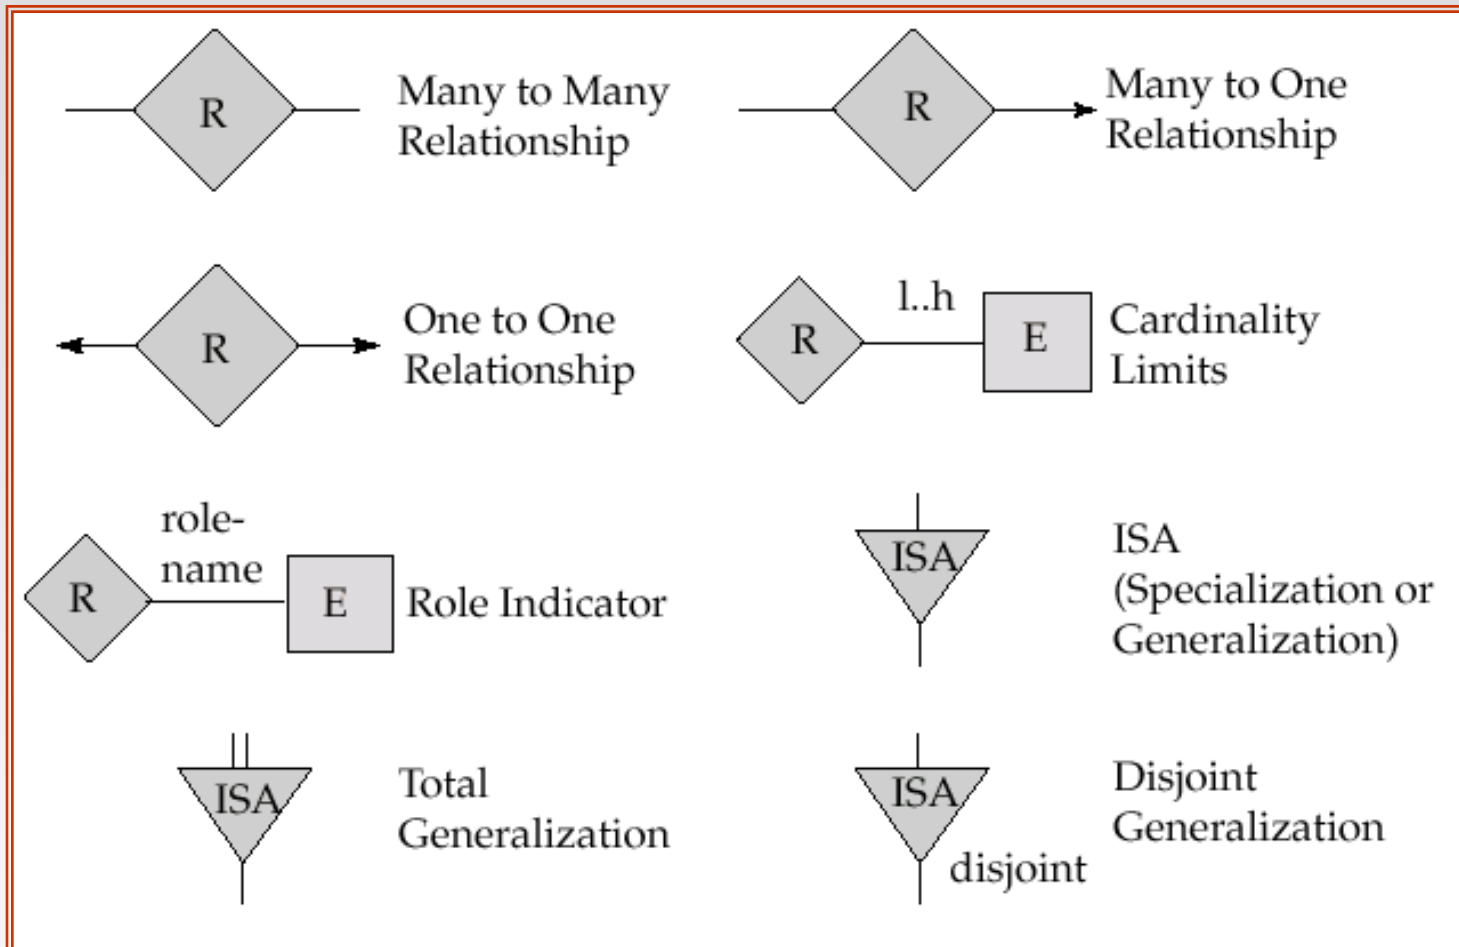 R
Many to Many
Relationship
R
Many to One
Relationship
R
One to One
Relationship
R
l..h
E
Cardinality
Limits
R
role-
name
E
Role Indicator
ISA
ISA
(Specialization or
Generalization)
ISA
Total
Generalization
ISA
disjoint
Disjoint
Generalization